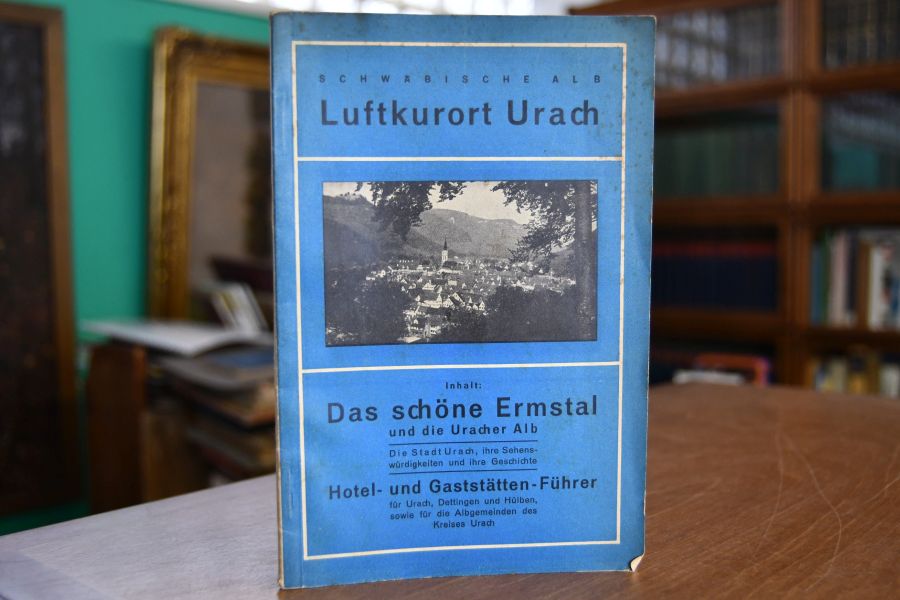 SCHWÄBISCHE ALB
Luftkurort Urach
Inhalt:
Das schöne Ermstal
und die Uracher Alb
Die Stadt Urach, ihre Sehens-
würdigkeiten und ihre Geschichte
Hotel- und Gaststätten-Führer
für Urach, Dettingen und Hülben,
sowie für die Albgemeinden des
Kreises Urach